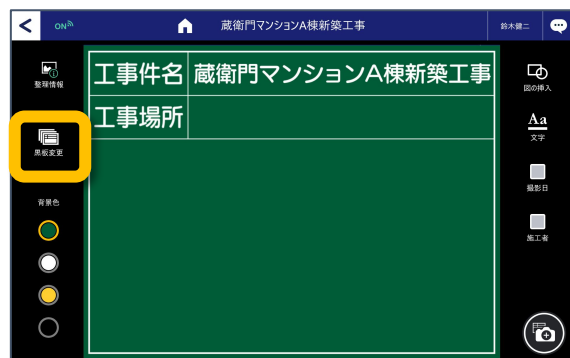 ON
蔵衛門マンションA棟新築工事
鈴木健二
整理情報
黒板変更
背景色
工事件名 蔵衛門マンションA棟新築工事
工事場所
図の挿入
Aa
文字
撮影日
施工者